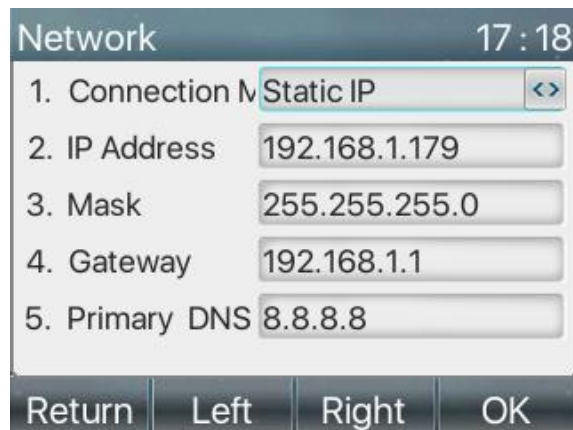 Network 17:18
1. Connection M Static IP
2. IP Address 192.168.1.179
3. Mask 255.255.255.0
4. Gateway 192.168.1.1
5. Primary DNS 8.8.8.8
Return Left Right OK